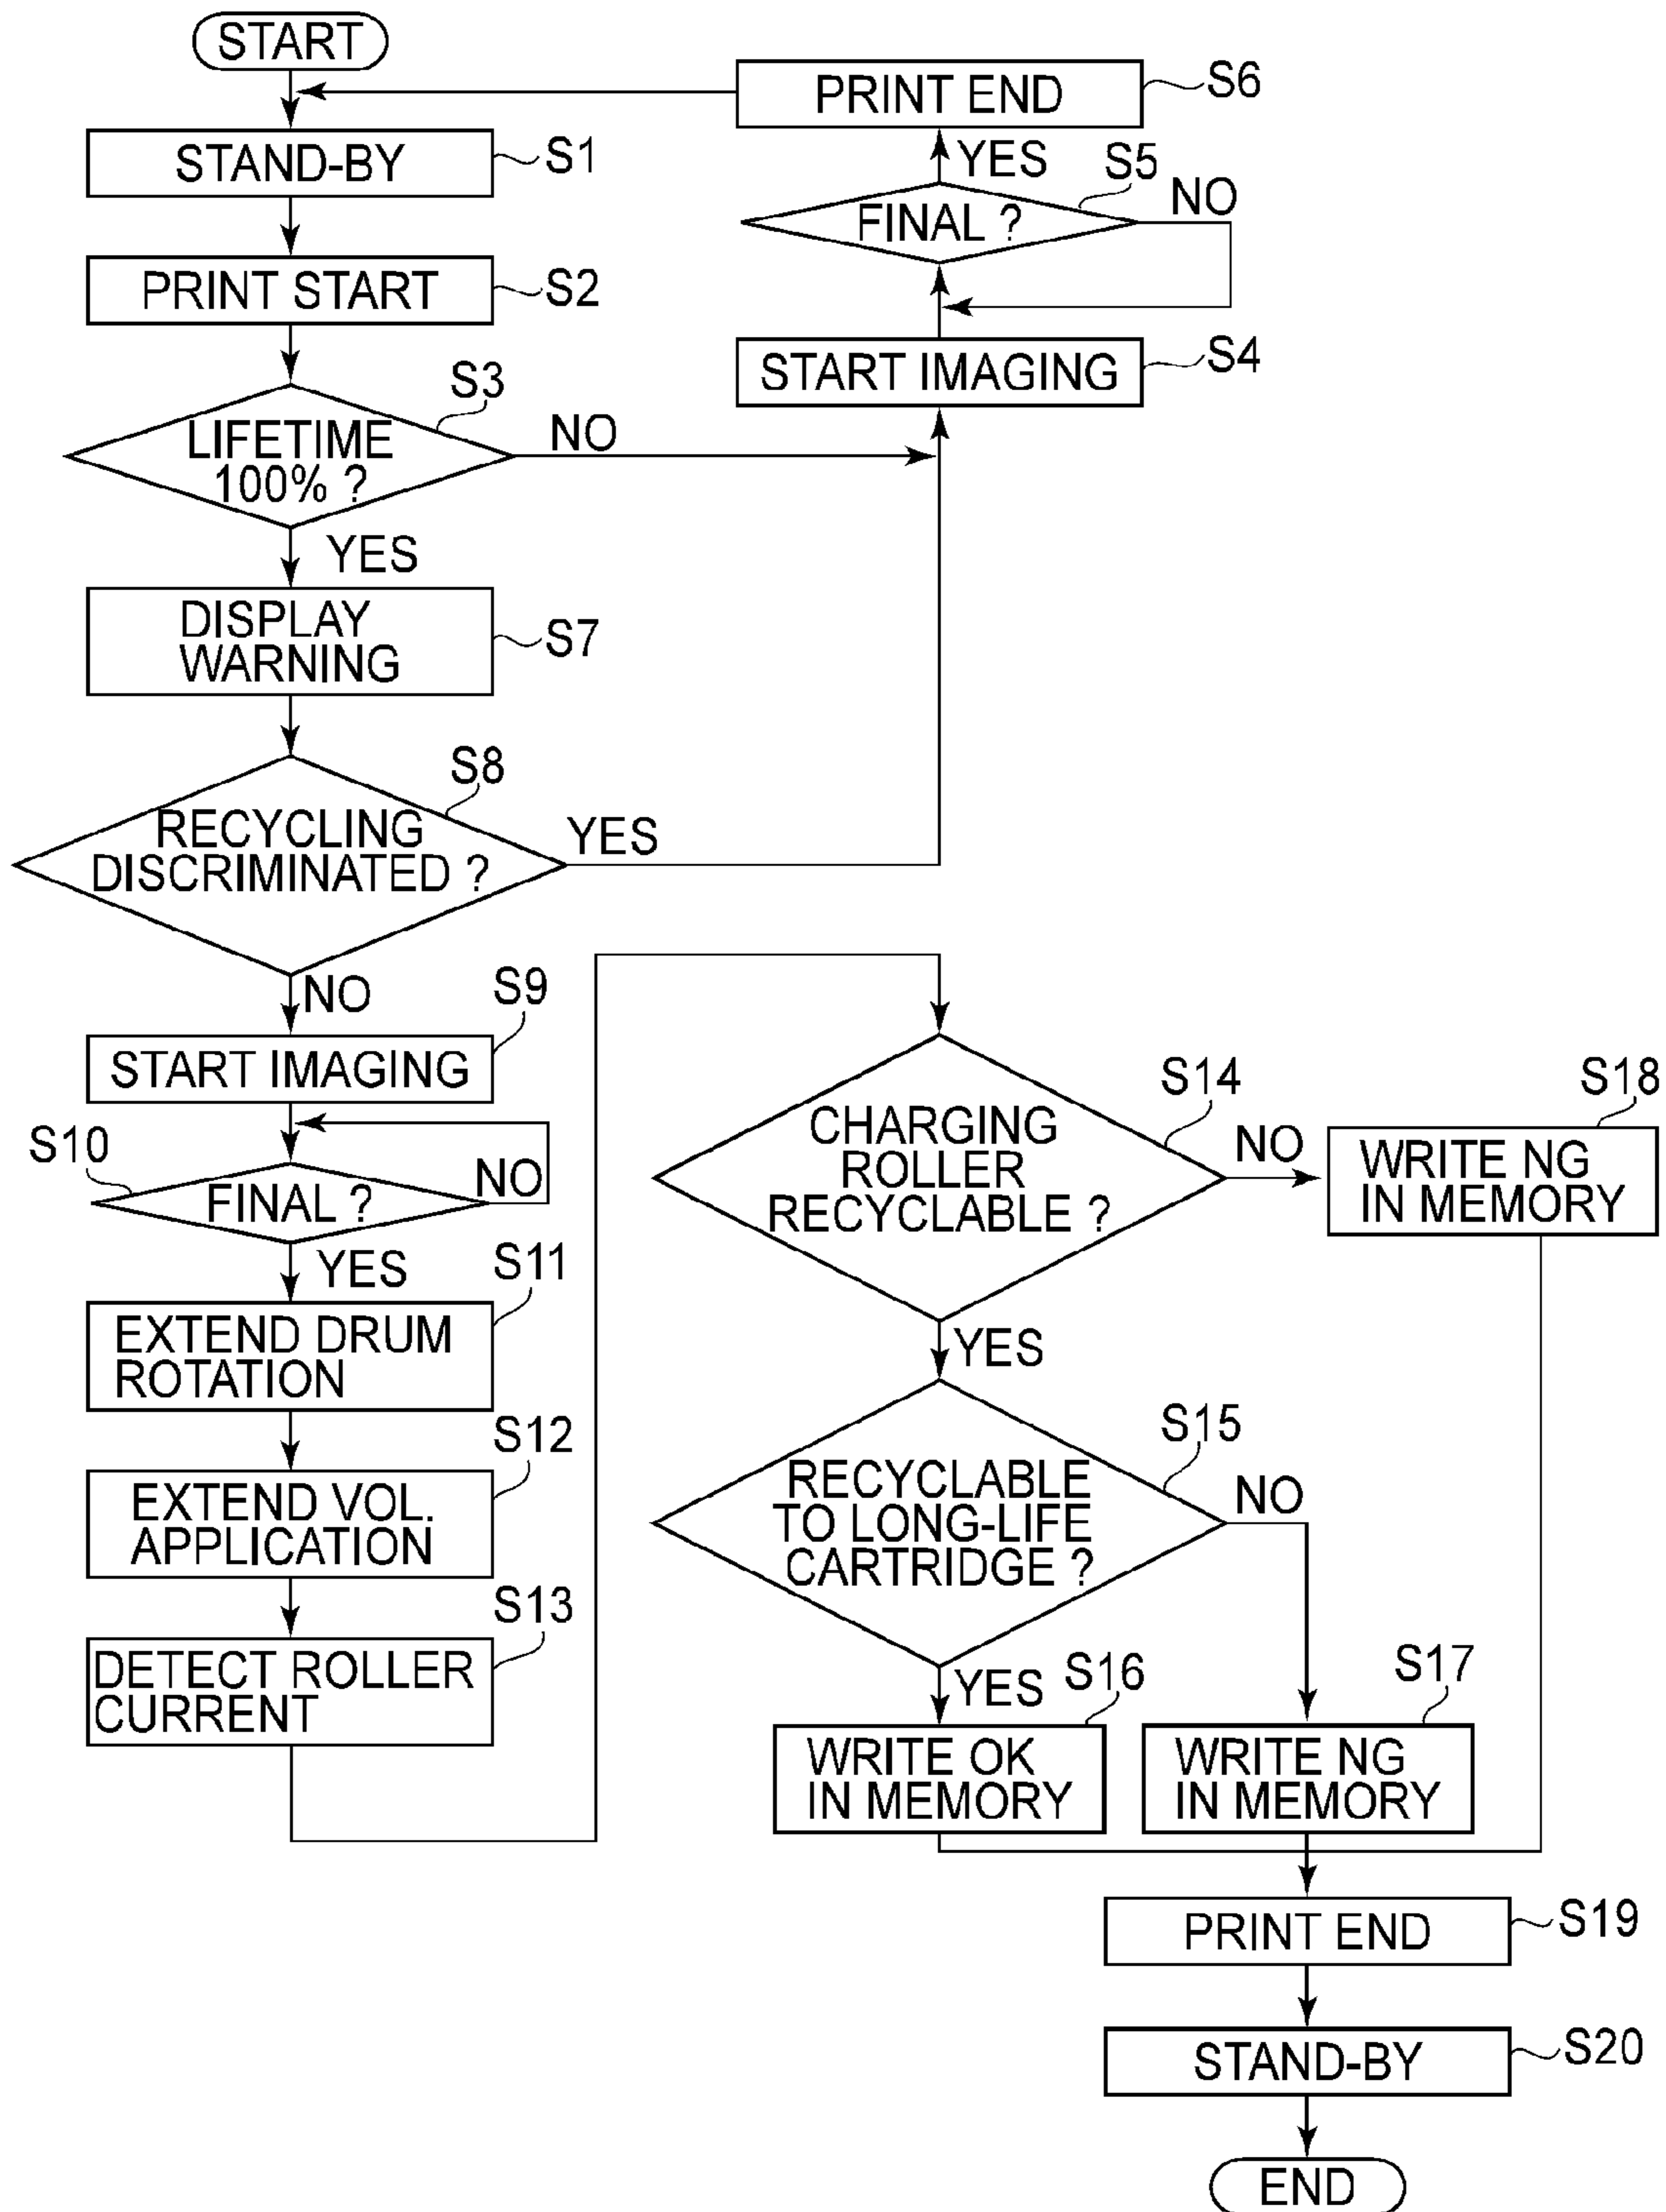 START
STAND-BY
S1
PRINT START
S2
LIFETIME
100% ?
S3
NO
YES
START IMAGING
S4
FINAL ?
S5
NO
YES
PRINT END
S6
DISPLAY
WARNING
S7
RECYCLING
DISCRIMINATED ?
S8
YES
NO
START IMAGING
S9
FINAL ?
S10
NO
YES
EXTEND DRUM
ROTATION
S11
EXTEND VOL.
APPLICATION
S12
DETECT ROLLER
CURRENT
S13
CHARGING
ROLLER
RECYCLABLE ?
S14
NO
YES
WRITE NG
IN MEMORY
S18
RECYCLABLE
TO LONG-LIFE
CARTRIDGE ?
S15
NO
YES
WRITE OK
IN MEMORY
S16
WRITE NG
IN MEMORY
S17
PRINT END
S19
STAND-BY
S20
END